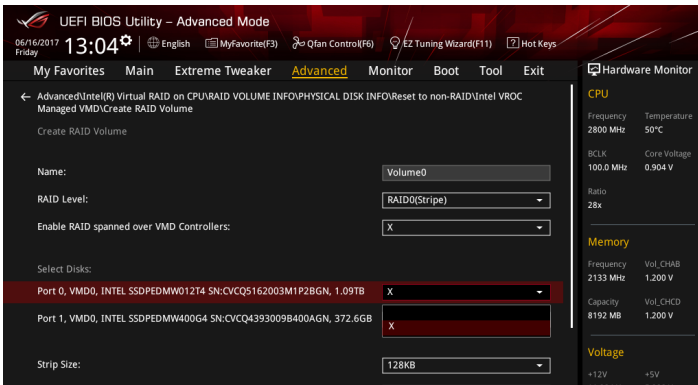 UEFI BIOS Utility – Advanced Mode
06/16/2017 Friday 13:04 English MyFavorite(F3) Qfan Control(F6) EZ Tuning Wizard(F11) ? Hot Keys
My Favorites Main Extreme Tweaker Advanced Monitor Boot Tool Exit
Hardware Monitor
← Advanced\Intel(R) Virtual RAID on CPU\RAID VOLUME INFO\PHYSICAL DISK INFO\Reset to non-RAID\Intel VROC
Managed VMD\Create RAID Volume
Create RAID Volume
Name: Volume0
RAID Level: RAID0(Stripe)
Enable RAID spanned over VMD Controllers: X
Select Disks:
Port 0, VMD0, INTEL SSDPEDMW012T4 SN:CVCQ5162003M1P2BGN, 1.09TB X
X
Port 1, VMD0, INTEL SSDPEDMW400G4 SN:CVCQ4393009B400AGN, 372.6GB
Strip Size: 128KB
CPU
Frequency Temperature
2800 MHz 50°C
BCLK Core Voltage
100.0 MHz 0.904 V
Ratio
28x
Memory
Frequency Vol_CHAB
2133 MHz 1.200 V
Capacity Vol_CHCD
8192 MB 1.200 V
Voltage
+12V +5V